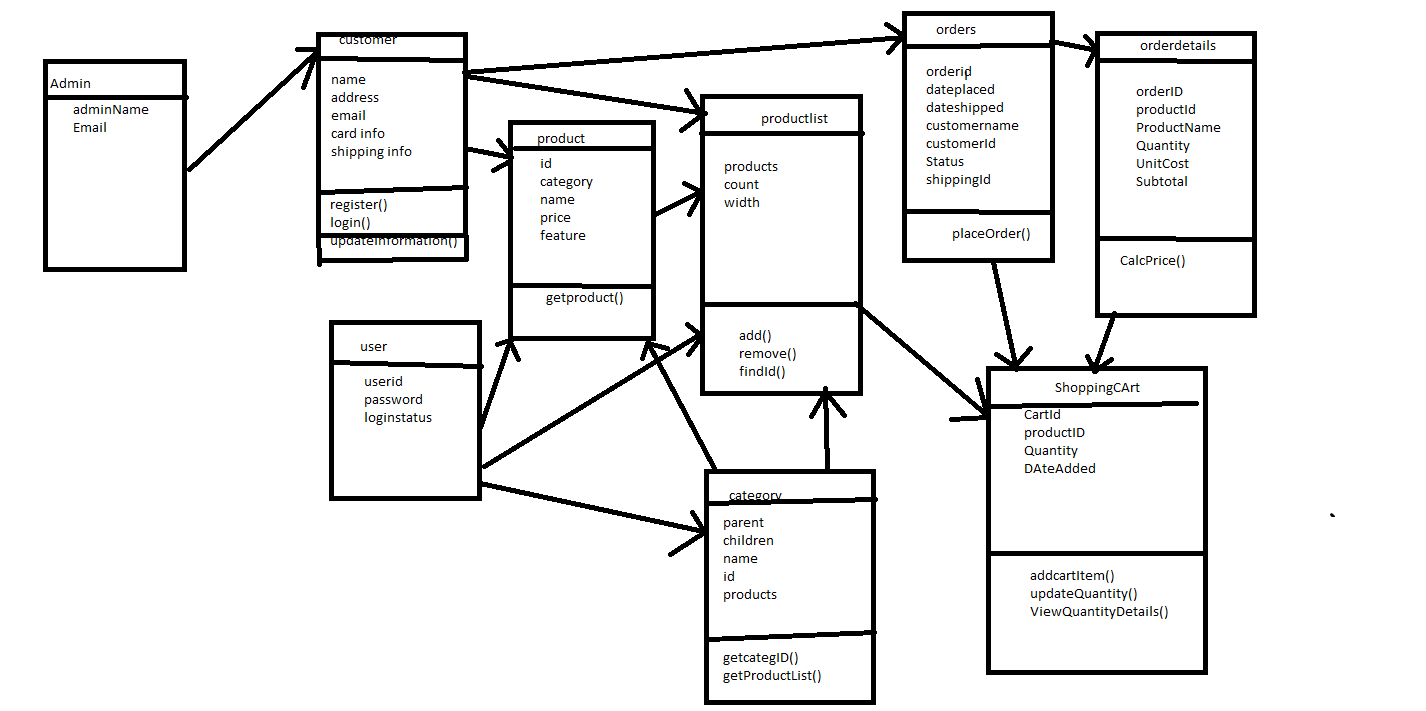 Admin
adminName
Email
customer
name
address
email
card info
shipping info
register()
login()
updateInformation()
product
id
category
name
price
feature
getproduct()
productlist
products
count
width
add()
remove()
findId()
orders
orderid
dateplaced
dateshipped
customername
customerId
Status
shippingId
placeOrder()
orderdetails
orderID
productId
ProductName
Quantity
UnitCost
Subtotal
CalcPrice()
user
userid
password
loginstatus
category
parent
children
name
id
products
getcategID()
getProductList()
ShoppingCArt
CartId
productID
Quantity
DAteAdded
addcartItem()
updateQuantity()
ViewQuantityDetails()